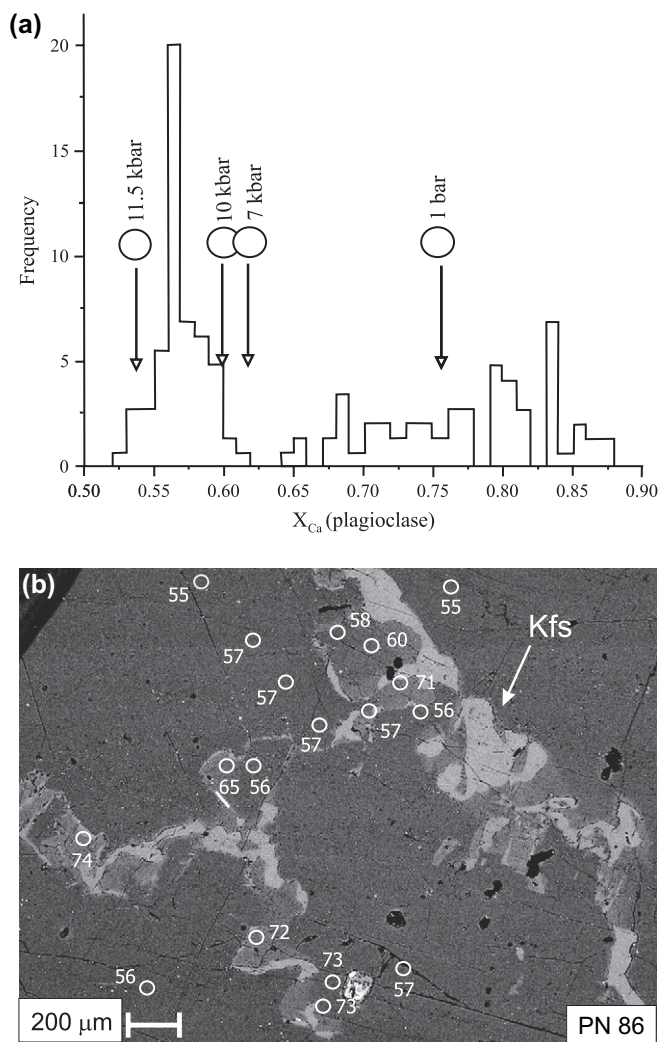 (a)
20
15
10
5
0
Frequency
11.5 kbar
10 kbar
7 kbar
1 bar
0.50
0.55
0.60
0.65
0.70
0.75
0.80
0.85
0.90
X_Ca (plagioclase)
(b)
55
55
58
60
Kfs
57
57
71
56
57
57
65
56
74
72
73
57
56
73
200 μm
PN 86